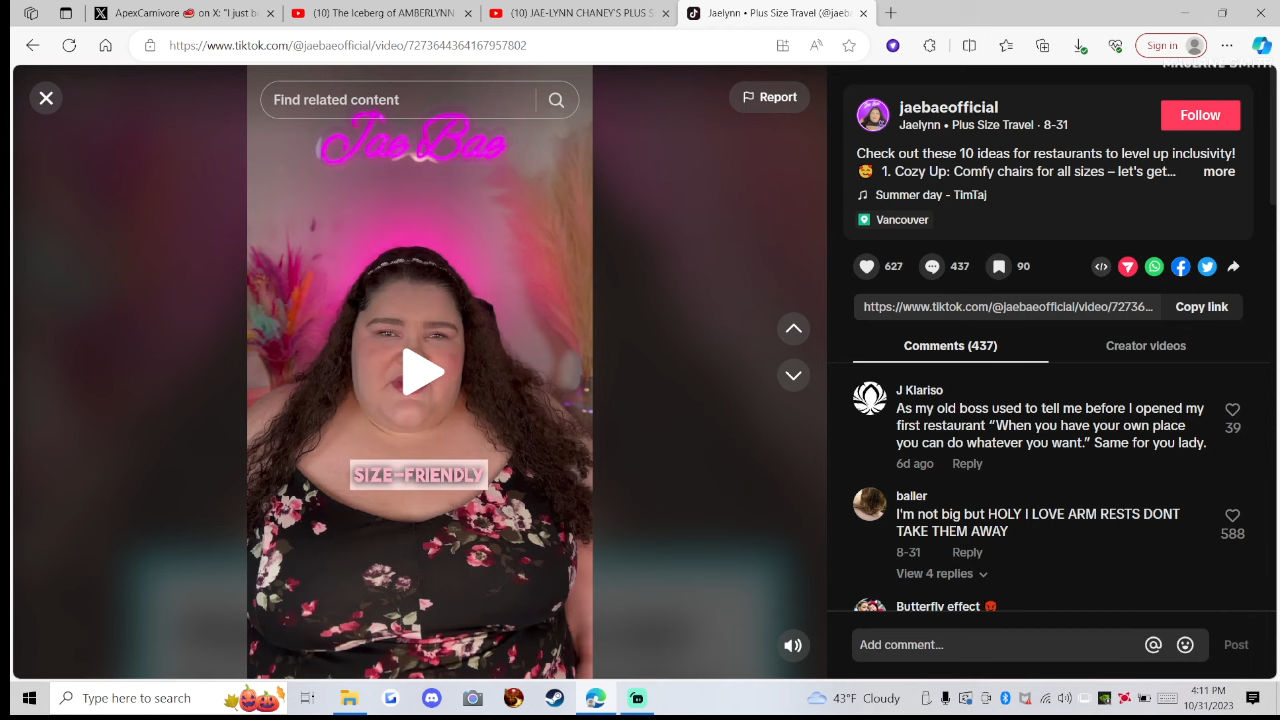 ApexCarnivore 🥩 on X: "I just b
(10) The Iceberg of AMBERLYNN
(10) JAE-LYNN CHANEY'S PLUS S
Jaelynn • Plus Size Travel (@jaeb
https://www.tiktok.com/@jaebaeofficial/video/7273644364167957802
Sign in
Find related content
Report
Jae Bae
SIZE-FRIENDLY
jaebaeofficial
Jaelynn • Plus Size Travel · 8-31
Follow
Check out these 10 ideas for restaurants to level up inclusivity!
🥰 1. Cozy Up: Comfy chairs for all sizes – let's get... more
Summer day - TimTaj
Vancouver
627
437
90
https://www.tiktok.com/@jaebaeofficial/video/72736...
Copy link
Comments (437)
Creator videos
J Klariso
As my old boss used to tell me before I opened my
first restaurant “When you have your own place
you can do whatever you want.” Same for you lady.
39
6d ago Reply
baller
I'm not big but HOLY I LOVE ARM RESTS DONT
TAKE THEM AWAY
588
8-31 Reply
View 4 replies
Butterfly effect
Add comment...
Post
Type here to search
43°F Cloudy
4:11 PM
10/31/2023